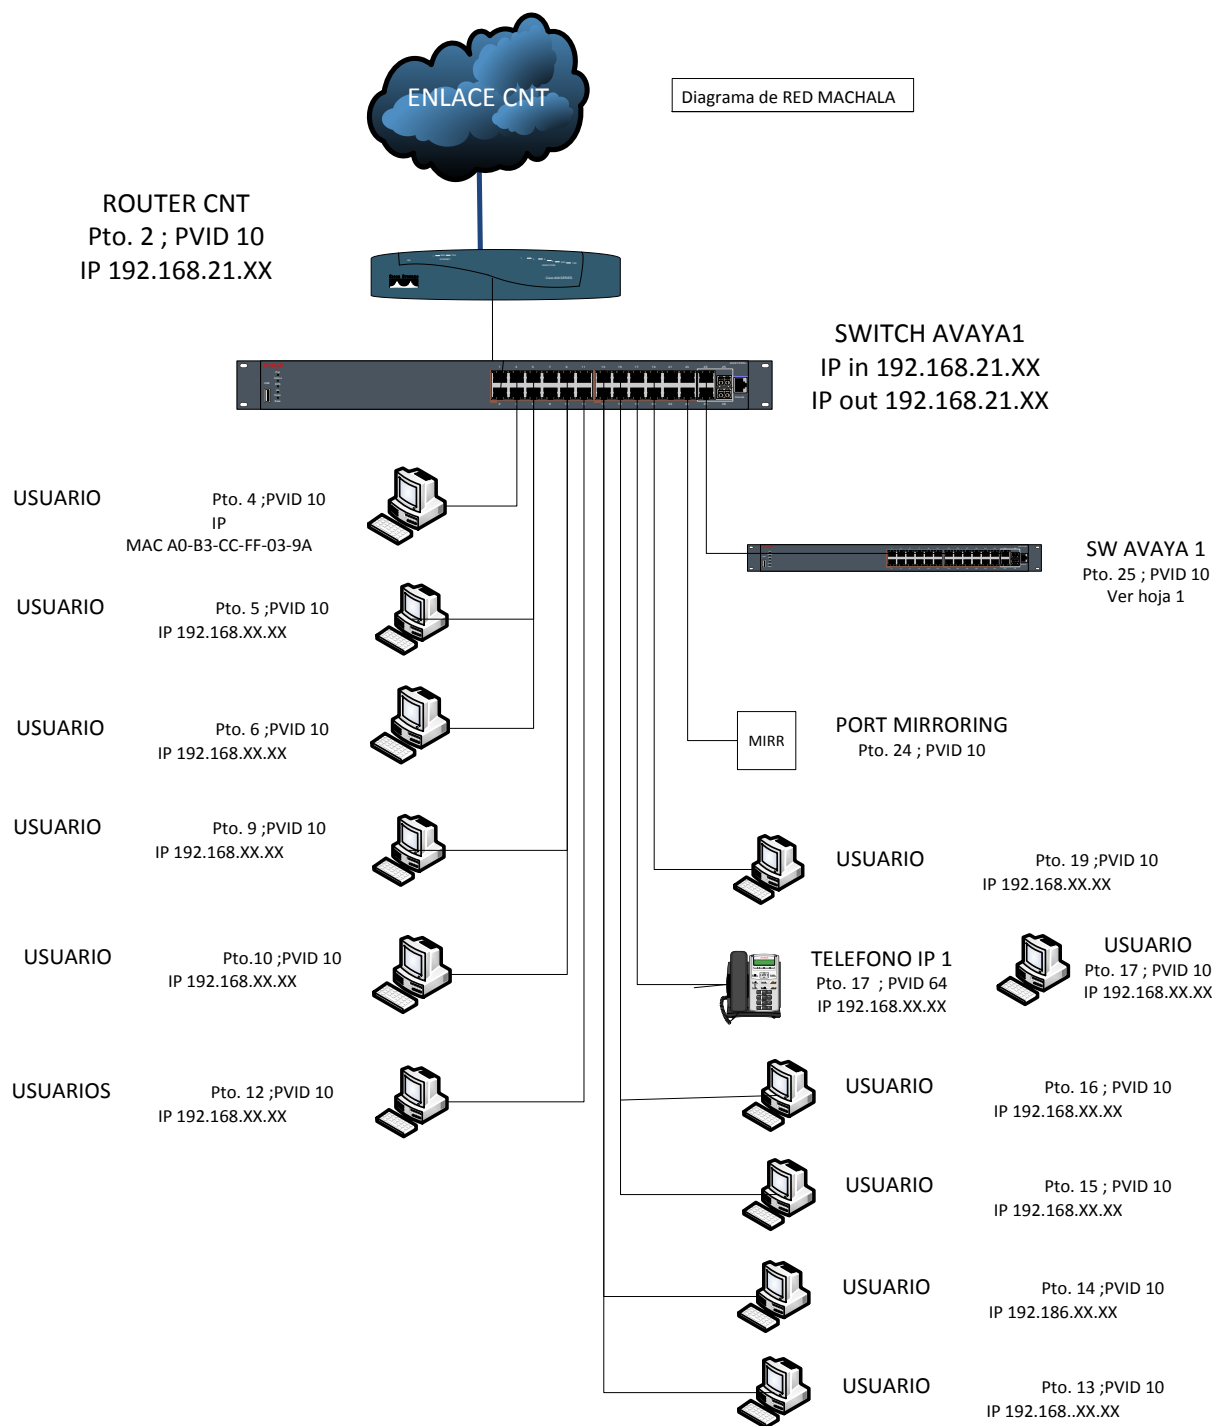 ENLACE CNT
Diagrama de RED MACHALA
ROUTER CNT
Pto. 2 ; PVID 10
IP 192.168.21.XX
SWITCH AVAYA1
IP in 192.168.21.XX
IP out 192.168.21.XX
USUARIO
Pto. 4 ;PVID 10
IP
MAC A0-B3-CC-FF-03-9A
SW AVAYA 1
Pto. 25 ; PVID 10
Ver hoja 1
USUARIO
Pto. 5 ;PVID 10
IP 192.168.XX.XX
USUARIO
Pto. 6 ;PVID 10
IP 192.168.XX.XX
MIRR
PORT MIRRORING
Pto. 24 ; PVID 10
USUARIO
Pto. 9 ;PVID 10
IP 192.168.XX.XX
USUARIO
Pto. 19 ;PVID 10
IP 192.168.XX.XX
USUARIO
Pto.10 ;PVID 10
IP 192.168.XX.XX
TELEFONO IP 1
Pto. 17 ; PVID 64
IP 192.168.XX.XX
USUARIO
Pto. 17 ; PVID 10
IP 192.168.XX.XX
USUARIOS
Pto. 12 ;PVID 10
IP 192.168.XX.XX
USUARIO
Pto. 16 ; PVID 10
IP 192.168.XX.XX
USUARIO
Pto. 15 ; PVID 10
IP 192.168.XX.XX
USUARIO
Pto. 14 ;PVID 10
IP 192.186.XX.XX
USUARIO
Pto. 13 ;PVID 10
IP 192.168..XX.XX